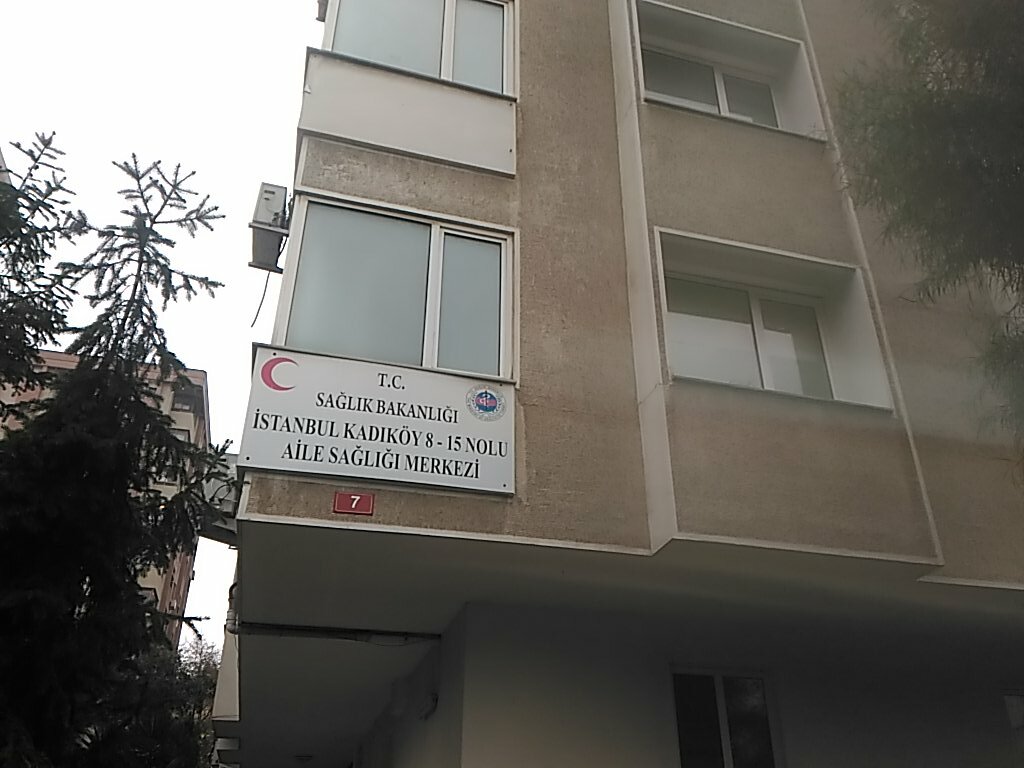 T.C.
SAĞLIK BAKANLIĞI
İSTANBUL KADIKÖY 8 - 15 NOLU
AİLE SAĞLIĞI MERKEZİ
7